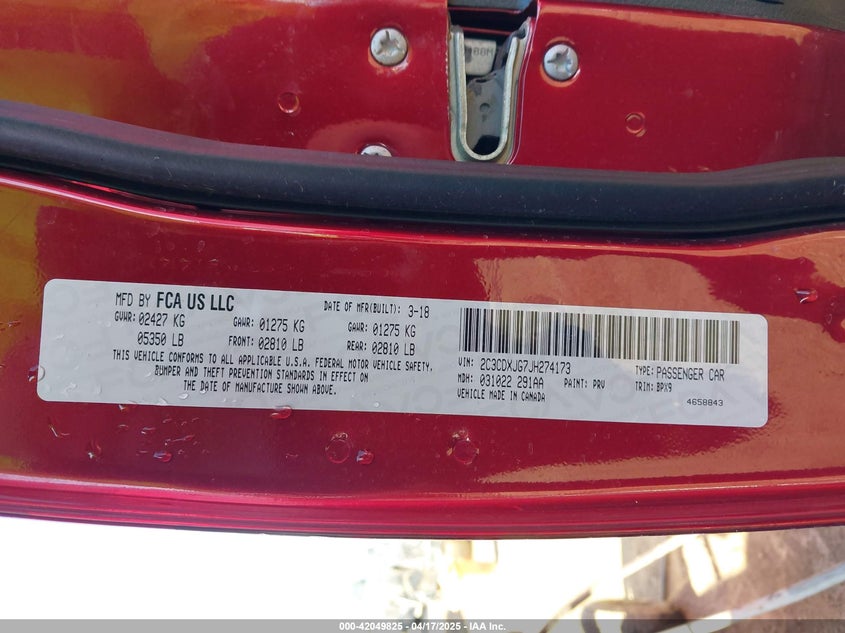 88M
MFD BY FCA US LLC
DATE OF MFR(BUILT): 3-18
GVWR: 02427 KG GAWR: 01275 KG GAWR: 01275 KG
05350 LB FRONT: 02810 LB REAR: 02810 LB
THIS VEHICLE CONFORMS TO ALL APPLICABLE U.S.A. FEDERAL MOTOR VEHICLE SAFETY,
BUMPER AND THEFT PREVENTION STANDARDS IN EFFECT ON
THE DATE OF MANUFACTURE SHOWN ABOVE.
VIN: 2C3CDXJG7JH274173 TYPE: PASSENGER CAR
MDH: 031022 291AA PAINT: PRV TRIM: BPX9
VEHICLE MADE IN CANADA 4658843
000-42049825 - 04/17/2025 - IAA Inc.